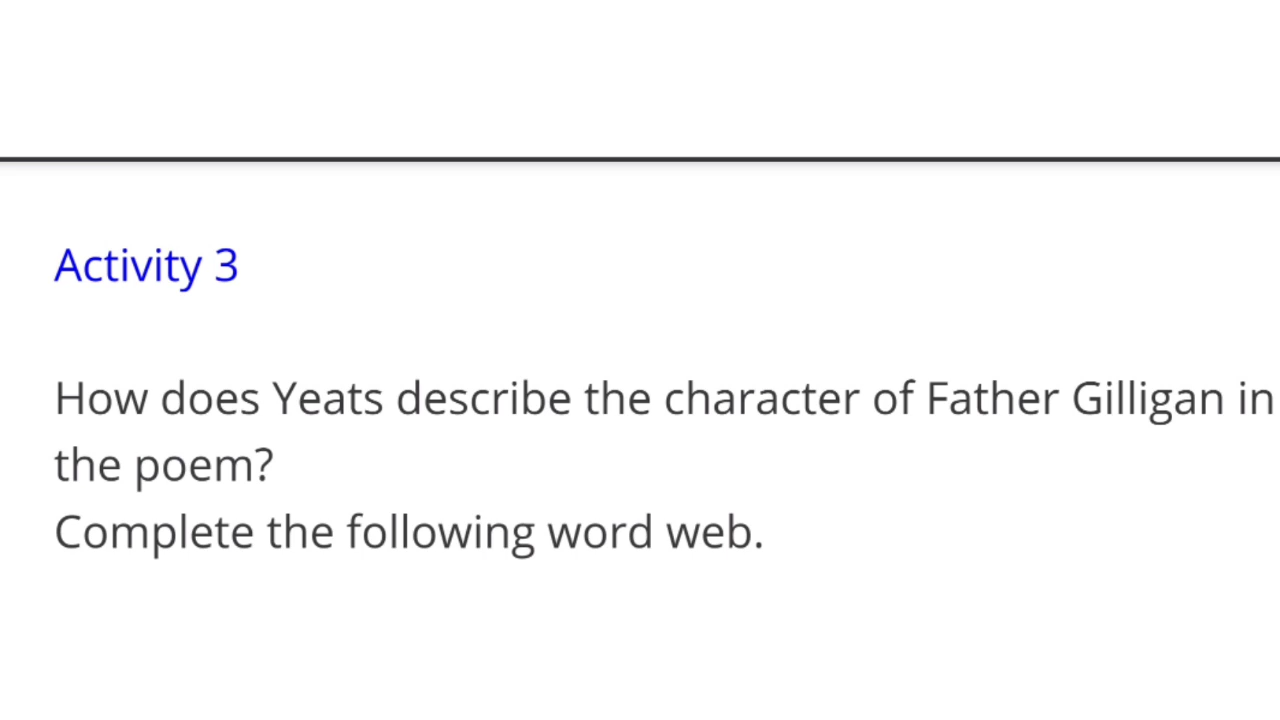 Activity 3
How does Yeats describe the character of Father Gilligan in
the poem?
Complete the following word web.